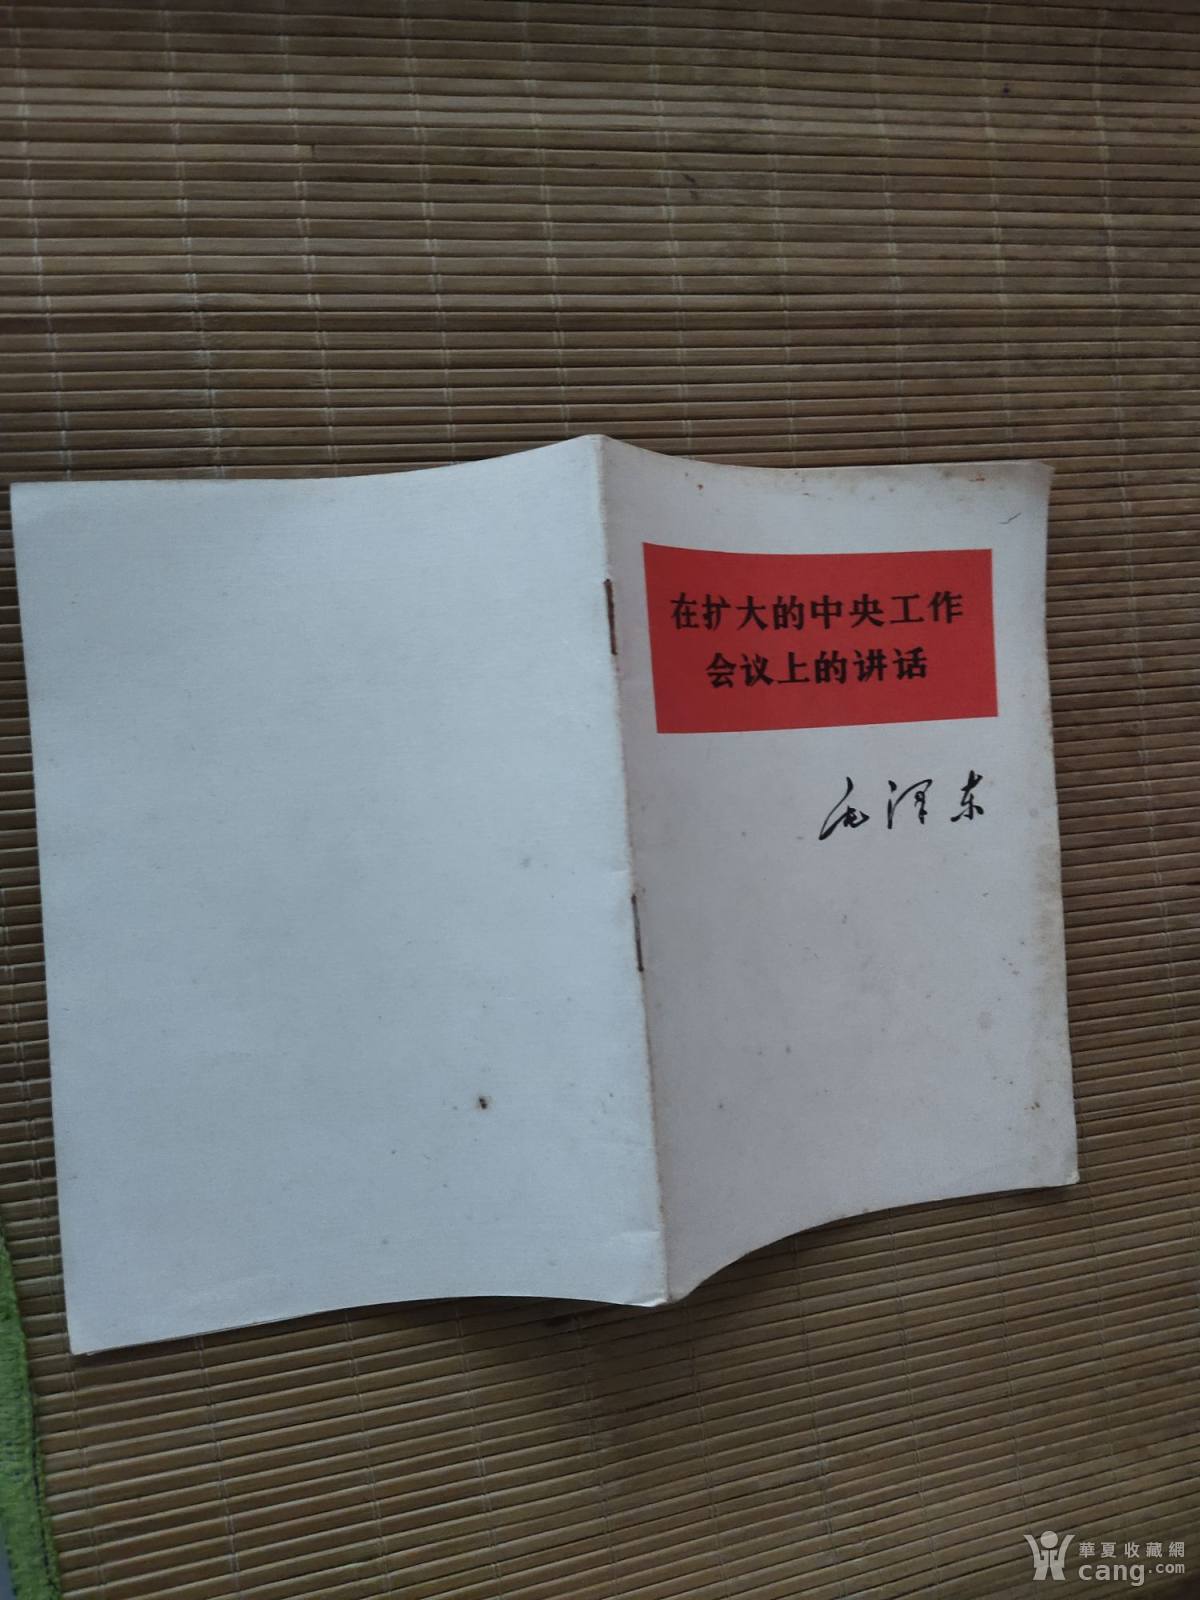 在扩大的中央工作
会议上的讲话
毛泽东
華夏收藏網
cang.com